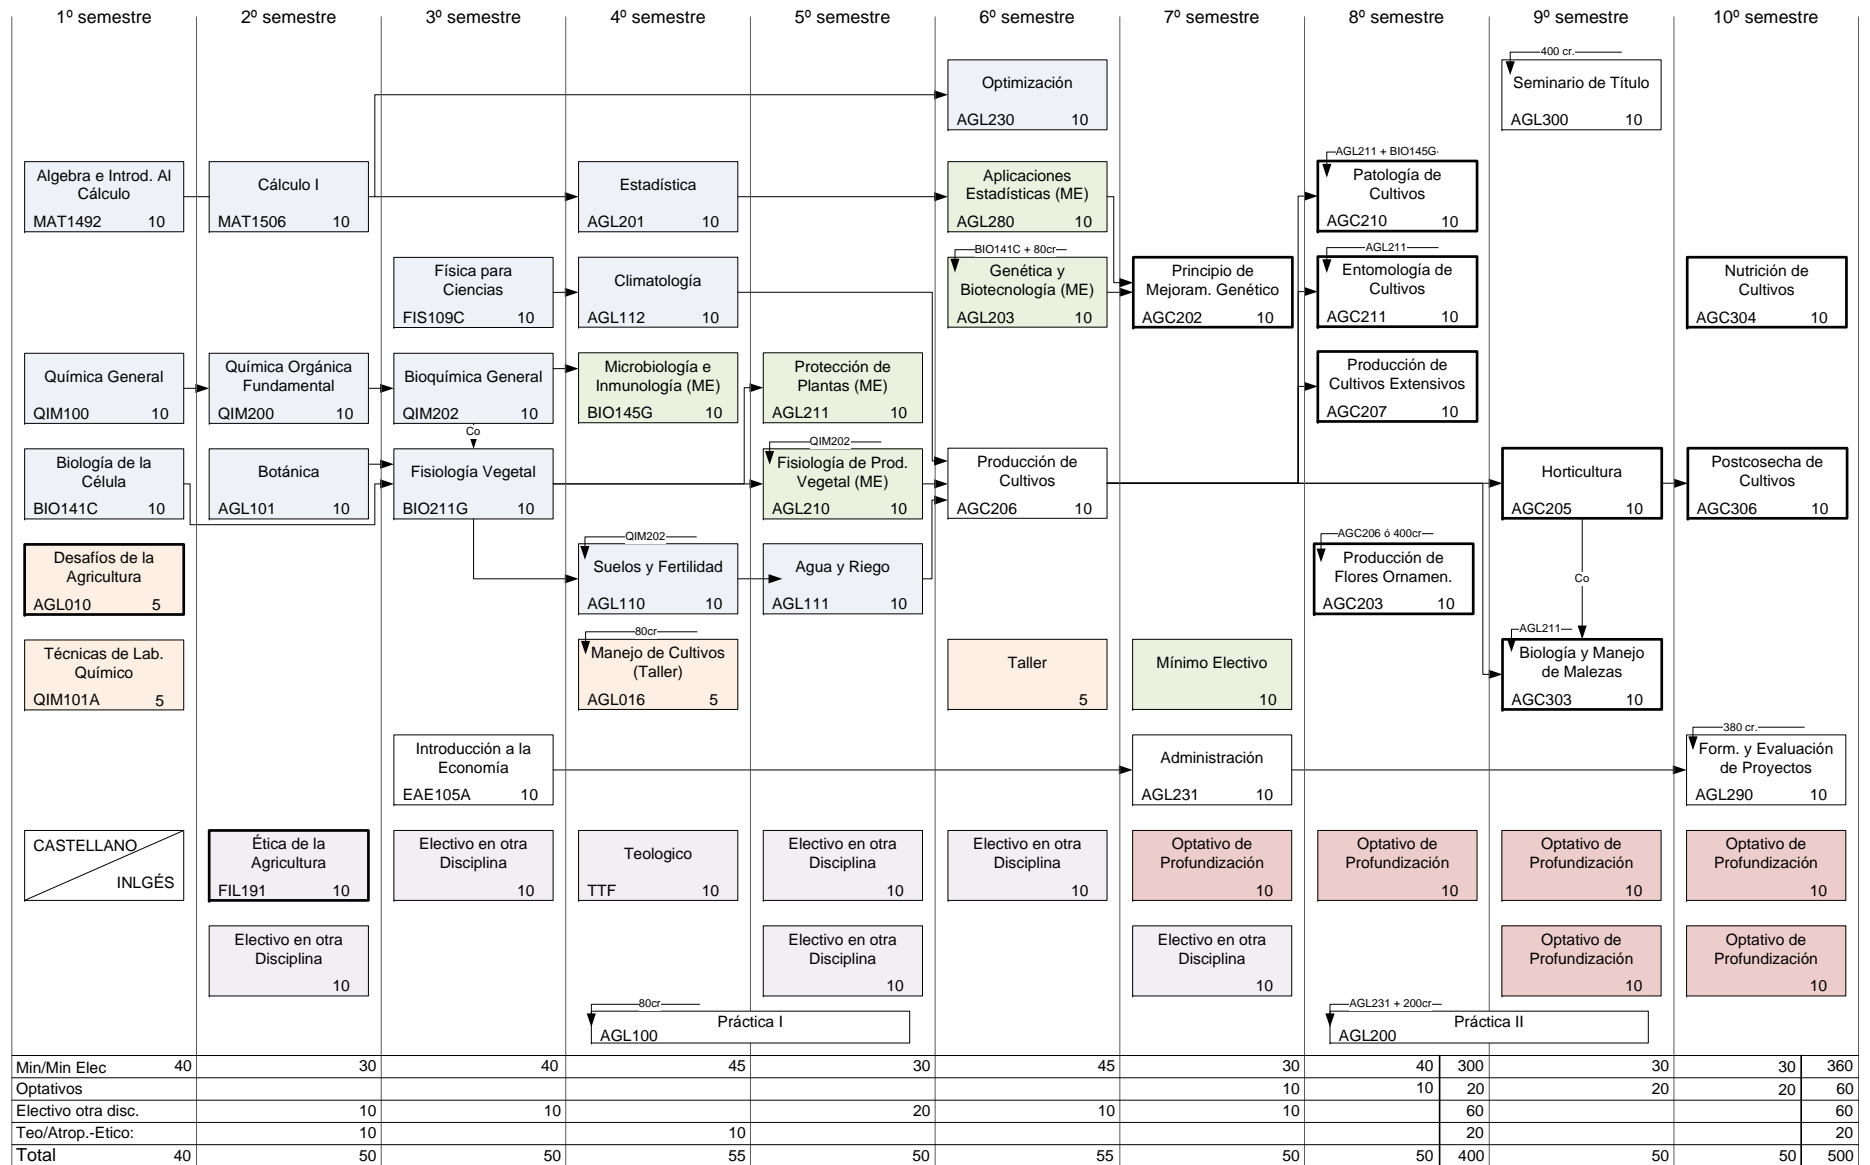 1º semestre 2º semestre 3º semestre 4º semestre 5º semestre 6º semestre 7º semestre 8º semestre 9º semestre 10º semestre
400 cr.
Optimización
AGL230 10
Seminario de Título
AGL300 10
Algebra e Introd. Al
Cálculo
MAT1492 10
Cálculo I
MAT1506 10
Estadística
AGL201 10
Aplicaciones
Estadísticas (ME)
AGL280 10
AGL211 + BIO145G
Patología de
Cultivos
AGC210 10
Física para
Ciencias
FIS109C 10
Climatología
AGL112 10
BIO141C + 80cr
Genética y
Biotecnología (ME)
AGL203 10
Principio de
Mejoram. Genético
AGC202 10
AGL211
Entomología de
Cultivos
AGC211 10
Nutrición de
Cultivos
AGC304 10
Química General
QIM100 10
Química Orgánica
Fundamental
QIM200 10
Bioquímica General
QIM202 10
Microbiología e
Inmunología (ME)
BIO145G 10
Protección de
Plantas (ME)
AGL211 10
Producción de
Cultivos Extensivos
AGC207 10
Co
Biología de la
Célula
BIO141C 10
Botánica
AGL101 10
Fisiología Vegetal
BIO211G 10
QIM202
Fisiología de Prod.
Vegetal (ME)
AGL210 10
Producción de
Cultivos
AGC206 10
Horticultura
AGC205 10
Postcosecha de
Cultivos
AGC306 10
Desafíos de la
Agricultura
AGL010 5
QIM202
Suelos y Fertilidad
AGL110 10
Agua y Riego
AGL111 10
AGC206 ó 400cr
Producción de
Flores Ornamen.
AGC203 10
Co
Técnicas de Lab.
Químico
QIM101A 5
80cr
Manejo de Cultivos
(Taller)
AGL016 5
Taller
5
Mínimo Electivo
10
AGL211
Biología y Manejo
de Malezas
AGC303 10
Introducción a la
Economía
EAE105A 10
Administración
AGL231 10
380 cr.
Form. y Evaluación
de Proyectos
AGL290 10
CASTELLANO
INLGÉS
Ética de la
Agricultura
FIL191 10
Electivo en otra
Disciplina
10
Teologico
TTF 10
Electivo en otra
Disciplina
10
Electivo en otra
Disciplina
10
Optativo de
Profundización
10
Optativo de
Profundización
10
Optativo de
Profundización
10
Optativo de
Profundización
10
Electivo en otra
Disciplina
10
Electivo en otra
Disciplina
10
Electivo en otra
Disciplina
10
Optativo de
Profundización
10
Optativo de
Profundización
10
80cr
Práctica I
AGL100
AGL231 + 200cr
Práctica II
AGL200
Min/Min Elec 40 30 40 45 30 45 30 40 300 30 30 360
Optativos 10 10 20 20 20 60
Electivo otra disc. 10 10 20 10 10 60 60
Teo/Atrop.-Etico: 10 10 20 20
Total 40 50 50 55 50 55 50 50 400 50 50 500